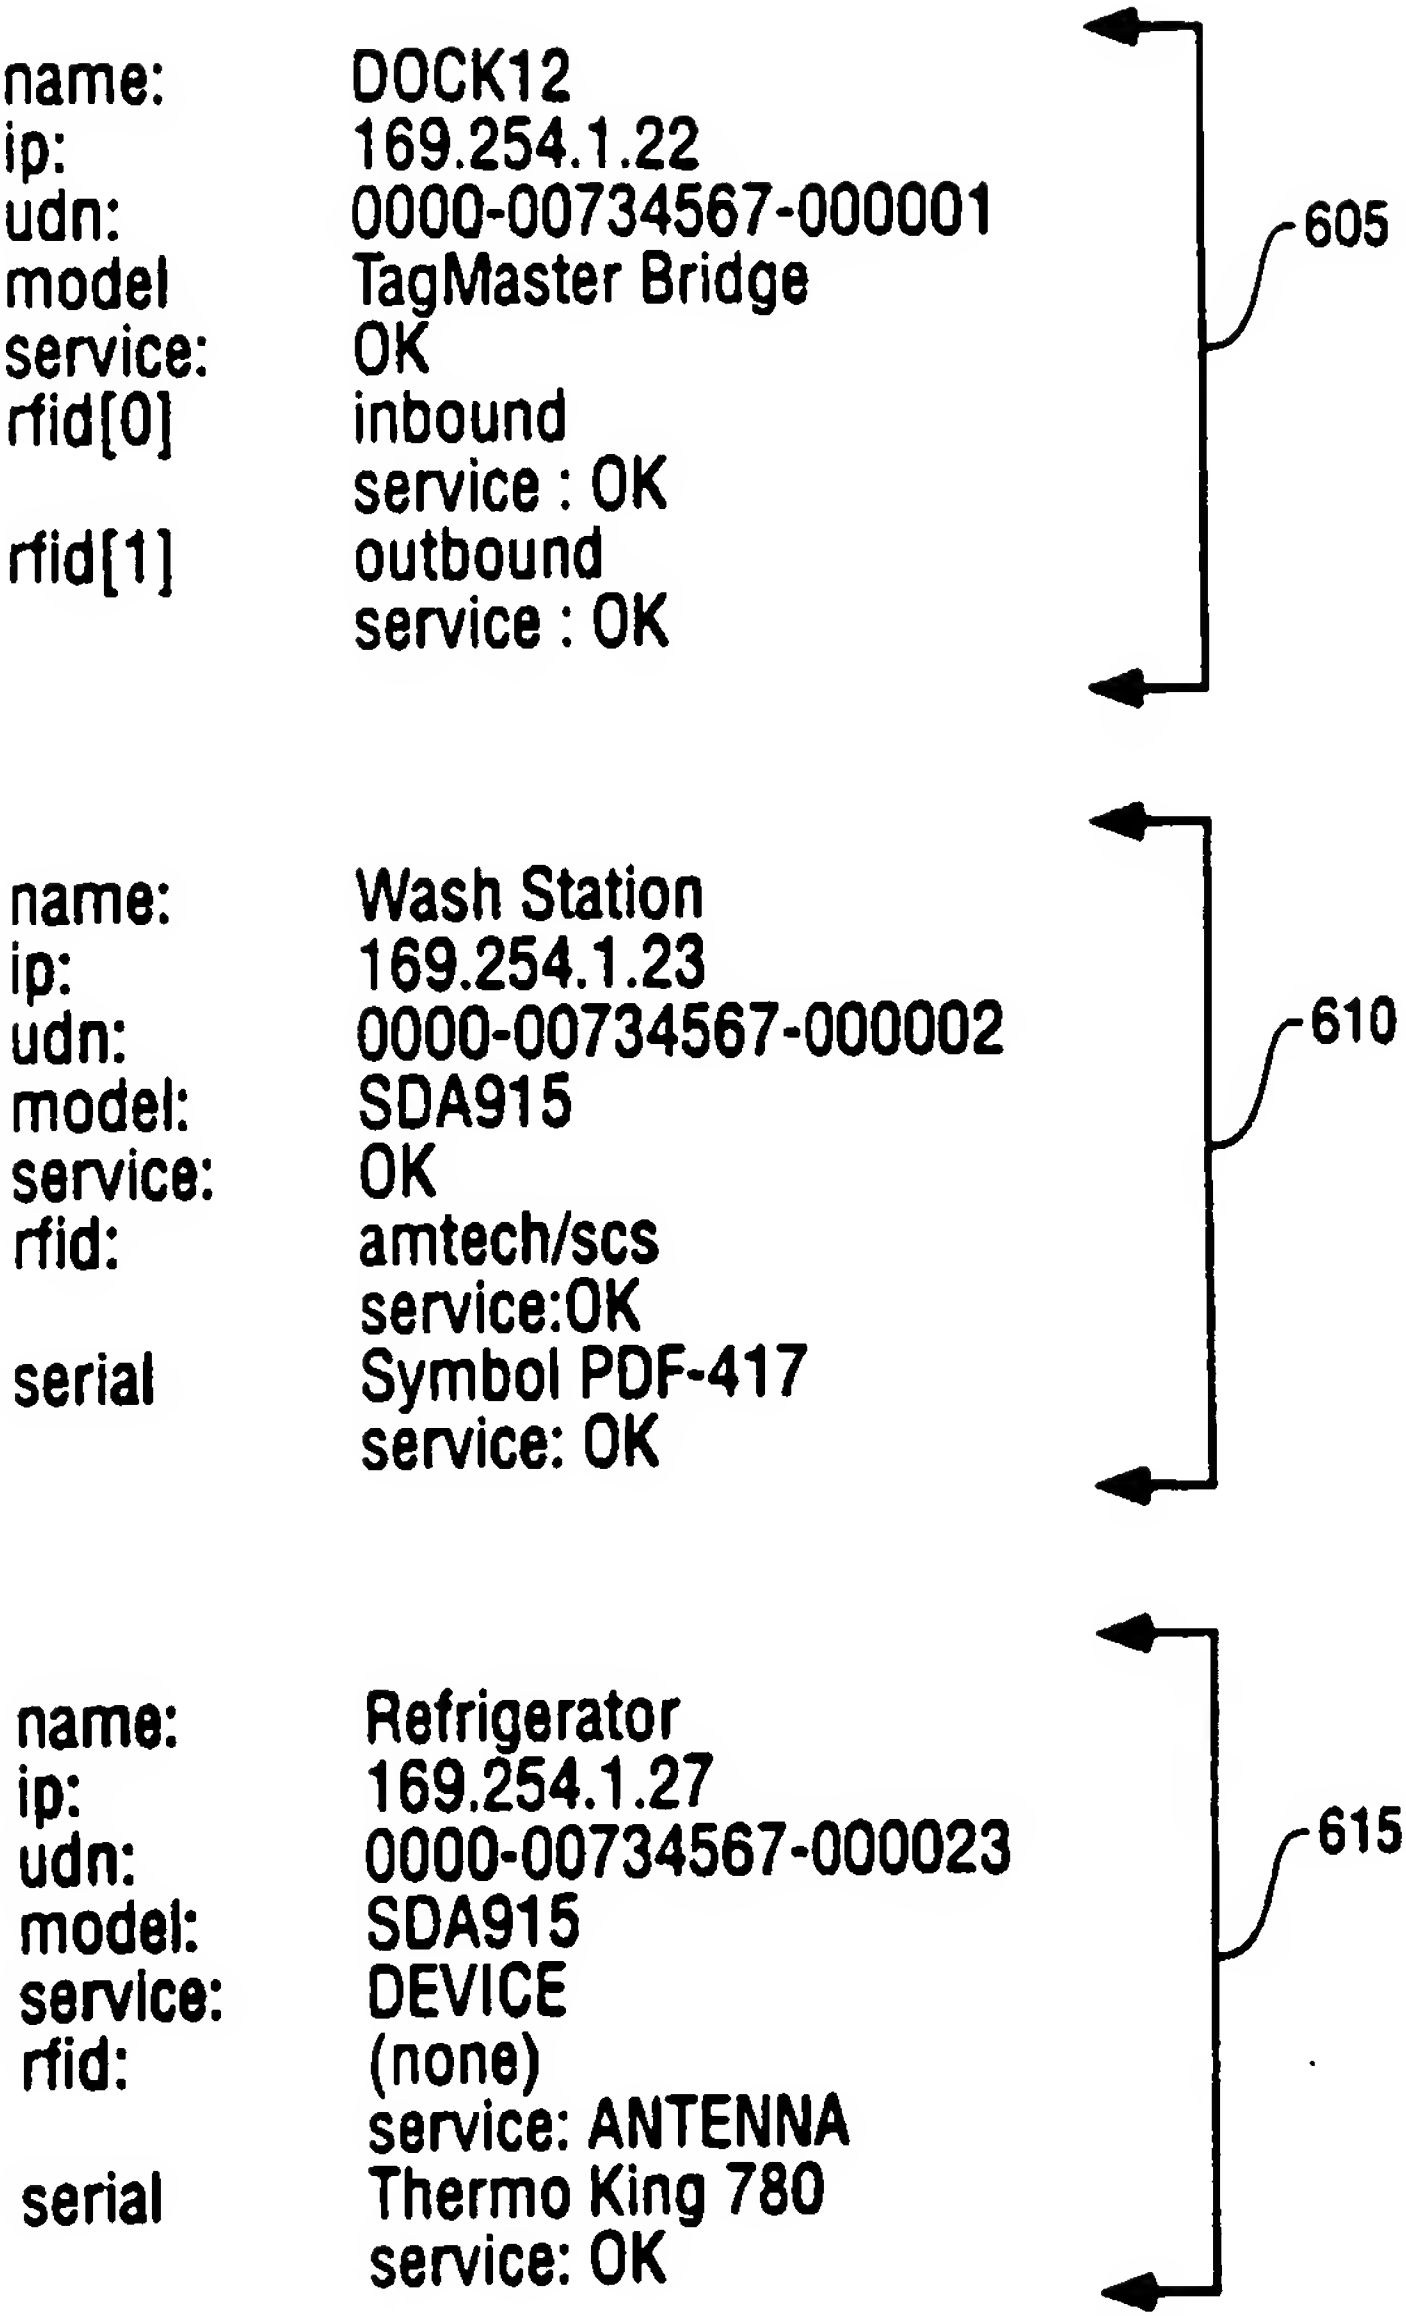 name: DOCK12
ip: 169.254.1.22
udn: 0000-00734567-000001
605
model TagMaster Bridge
service: OK
rfid[0] inbound
service : OK
rfid[1] outbound
service : OK
name: Wash Station
ip: 169.254.1.23
udn: 0000-00734567-000002
610
model: SDA915
service: OK
rfid: amtech/scs
service:OK
serial Symbol PDF-417
service: OK
name: Refrigerator
ip: 169.254.1.27
udn: 0000-00734567-000023
615
model: SDA915
service: DEVICE
rfid: (none)
service: ANTENNA
serial Thermo King 780
service: OK